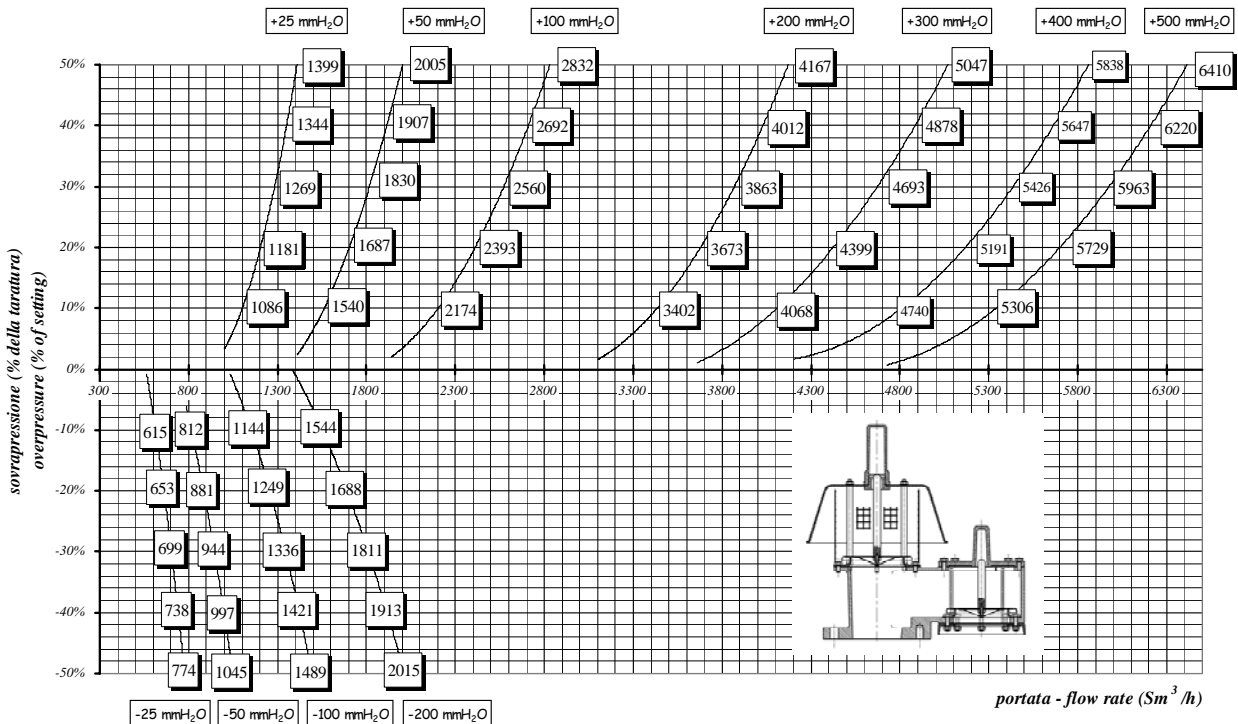 +25 mmH₂O +50 mmH₂O +100 mmH₂O +200 mmH₂O +300 mmH₂O +400 mmH₂O +500 mmH₂O
50% 1399 2005 2832 4167 5047 5838 6410
40% 1344 1907 2692 4012 4878 5647 6220
30% 1269 1830 2560 3863 4693 5426 5963
20% 1181 1687 2393 3673 4399 5191 5729
10% 1086 1540 2174 3402 4068 4740 5306
0%
300 800 1300 1800 2300 2800 3300 3800 4300 4800 5300 5800 6300
-10% 615 812 1144 1544
-20% 653 881 1249 1688
-30% 699 944 1336 1811
-40% 738 997 1421 1913
-50% 774 1045 1489 2015
sovrapressione (% della taratura)
overpressure (% of setting)
portata - flow rate (Sm³/h)
-25 mmH₂O -50 mmH₂O -100 mmH₂O -200 mmH₂O